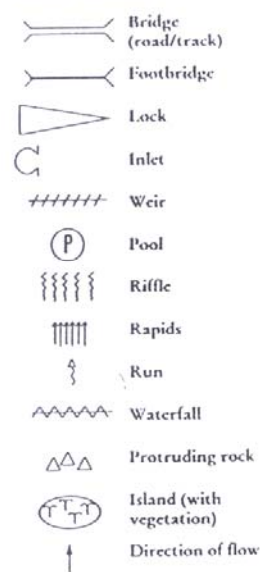 Bridge
(road/track)
Footbridge
Lock
Inlet
Weir
P Pool
Riffle
Rapids
Run
Waterfall
Protruding rock
Island (with
vegetation)
Direction of flow